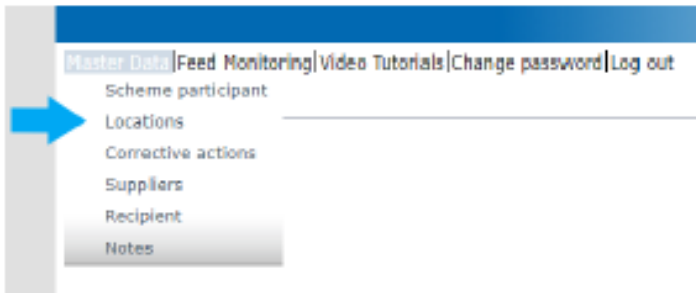 Master Data|Feed Monitoring|Video Tutorials|Change password|Log out
Scheme participant
Locations
Corrective actions
Suppliers
Recipient
Notes